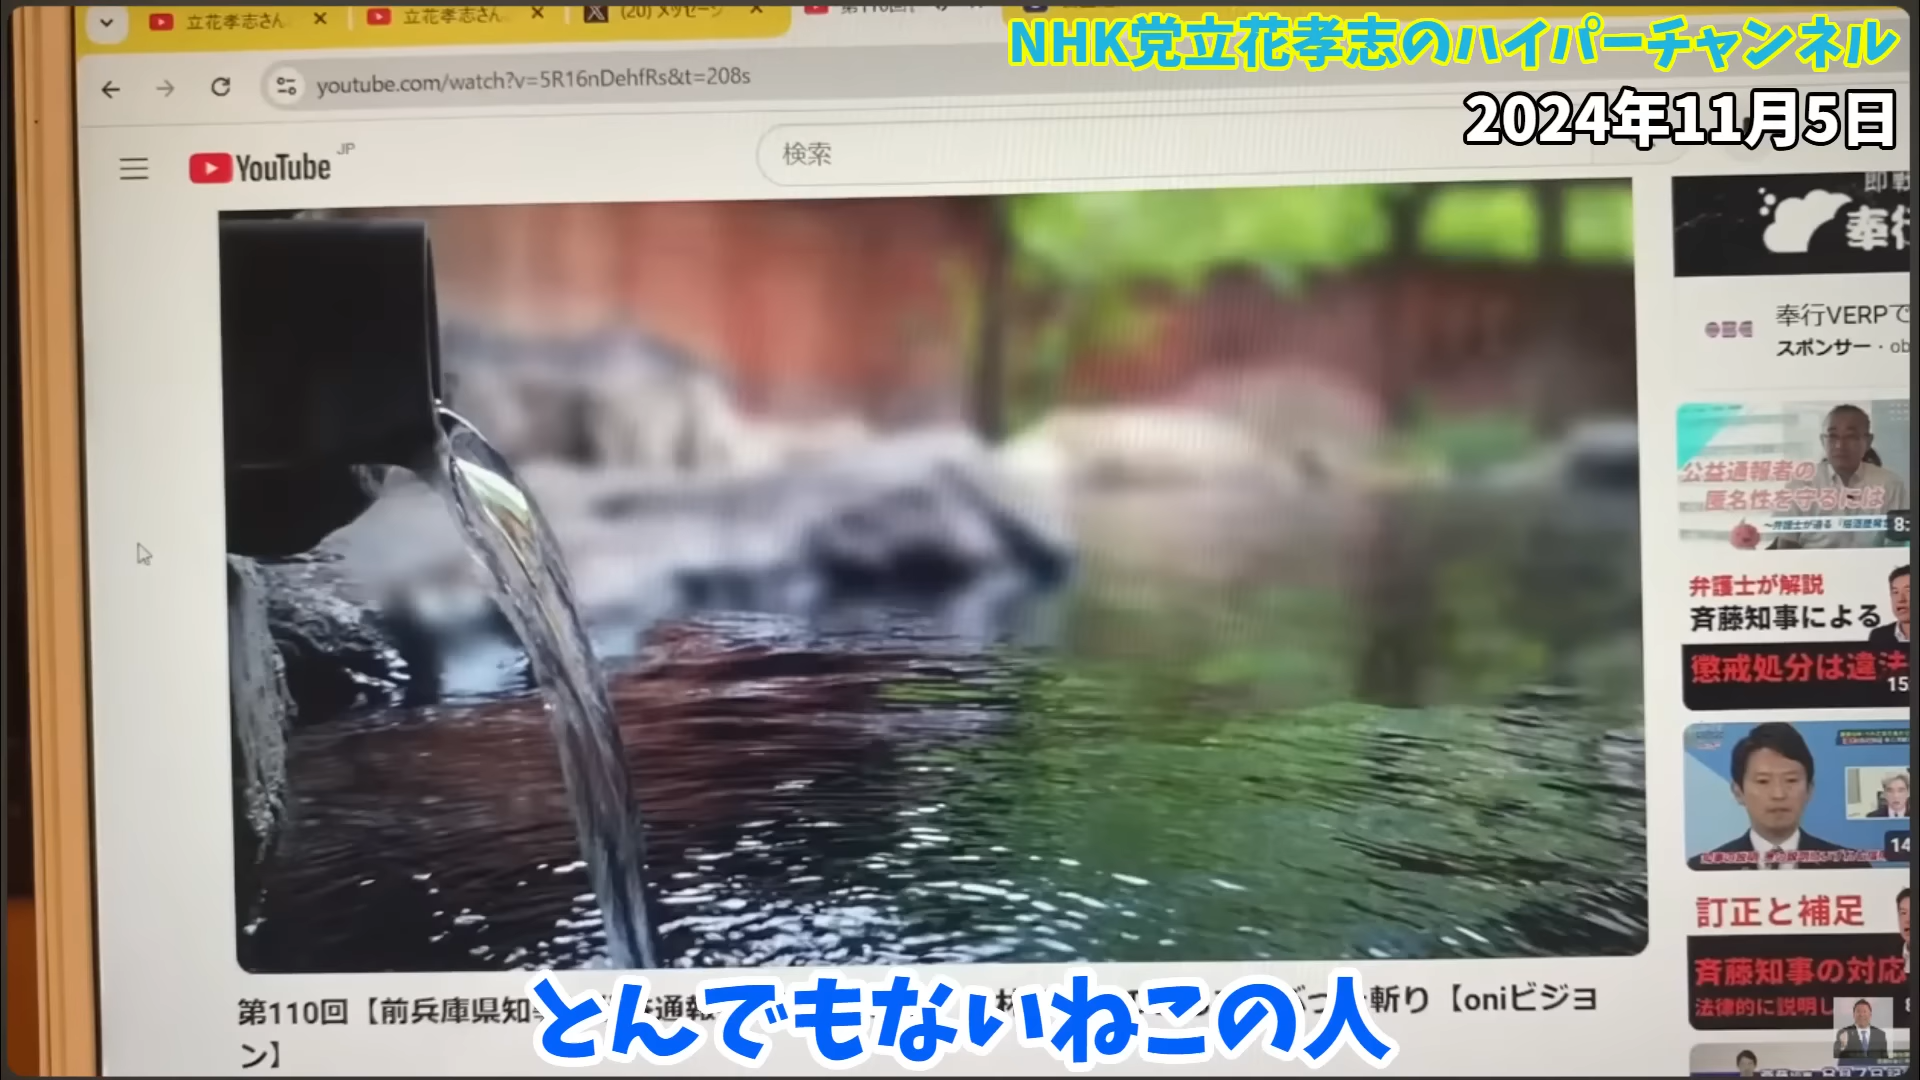 立花孝志さん
立花孝志さん
(20) メッセージ
NHK党立花孝志のハイパーチャンネル
2024年11月5日
youtube.com/watch?v=5R16nDehfRs&t=208s
YouTube JP
検索
奉行
奉行VERPで
スポンサー・ob
公益通報者の
匿名性を守るには
弁護士が解説
斉藤知事による
懲戒処分は違法
訂正と補足
斉藤知事の対応
法律的に説明し
第110回【前兵庫県知
斬り【oniビジョ
ン】
とんでもないねこの人